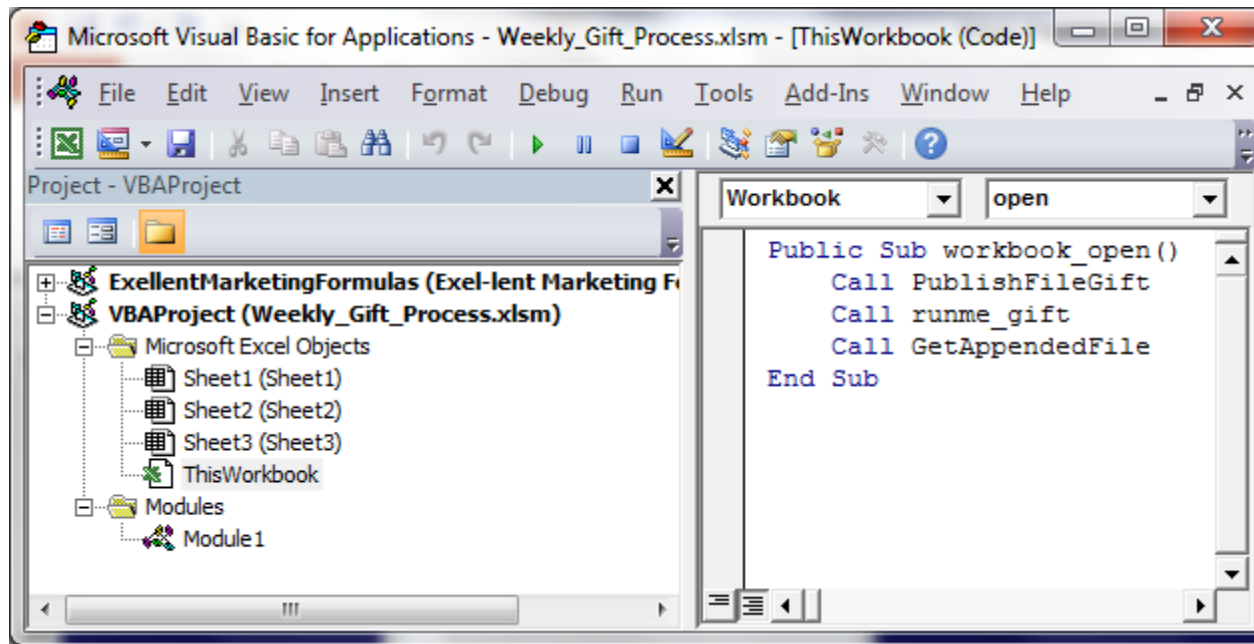 Microsoft Visual Basic for Applications - Weekly_Gift_Process.xlsm - [ThisWorkbook (Code)]
File Edit View Insert Format Debug Run Tools Add-Ins Window Help
Project - VBAProject
ExellentMarketingFormulas (Exel-lent Marketing Fo
VBAProject (Weekly_Gift_Process.xlsm)
Microsoft Excel Objects
Sheet1 (Sheet1)
Sheet2 (Sheet2)
Sheet3 (Sheet3)
ThisWorkbook
Modules
Module1
Workbook open
Public Sub workbook_open()
Call PublishFileGift
Call runme_gift
Call GetAppendedFile
End Sub